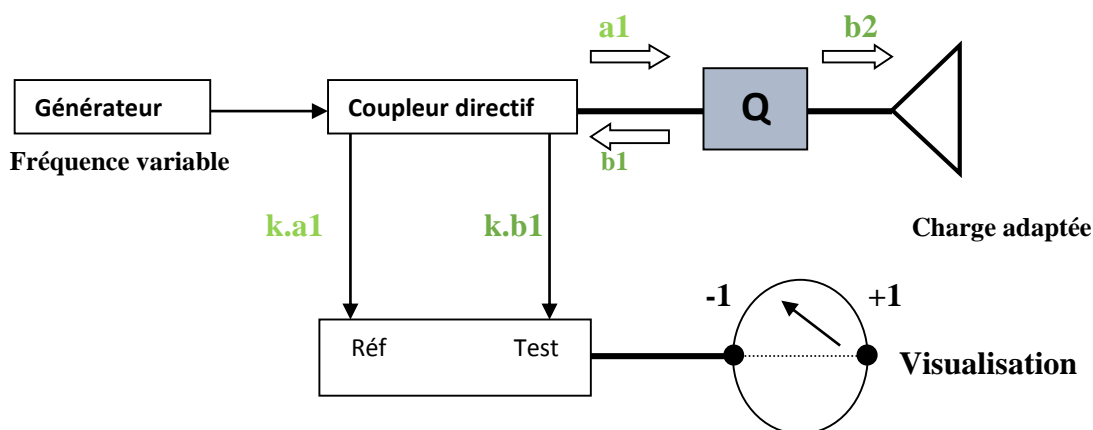 a1
b2
Générateur
Coupleur directif
Q
Fréquence variable
b1
k.a1
k.b1
Charge adaptée
-1
+1
Réf
Test
Visualisation